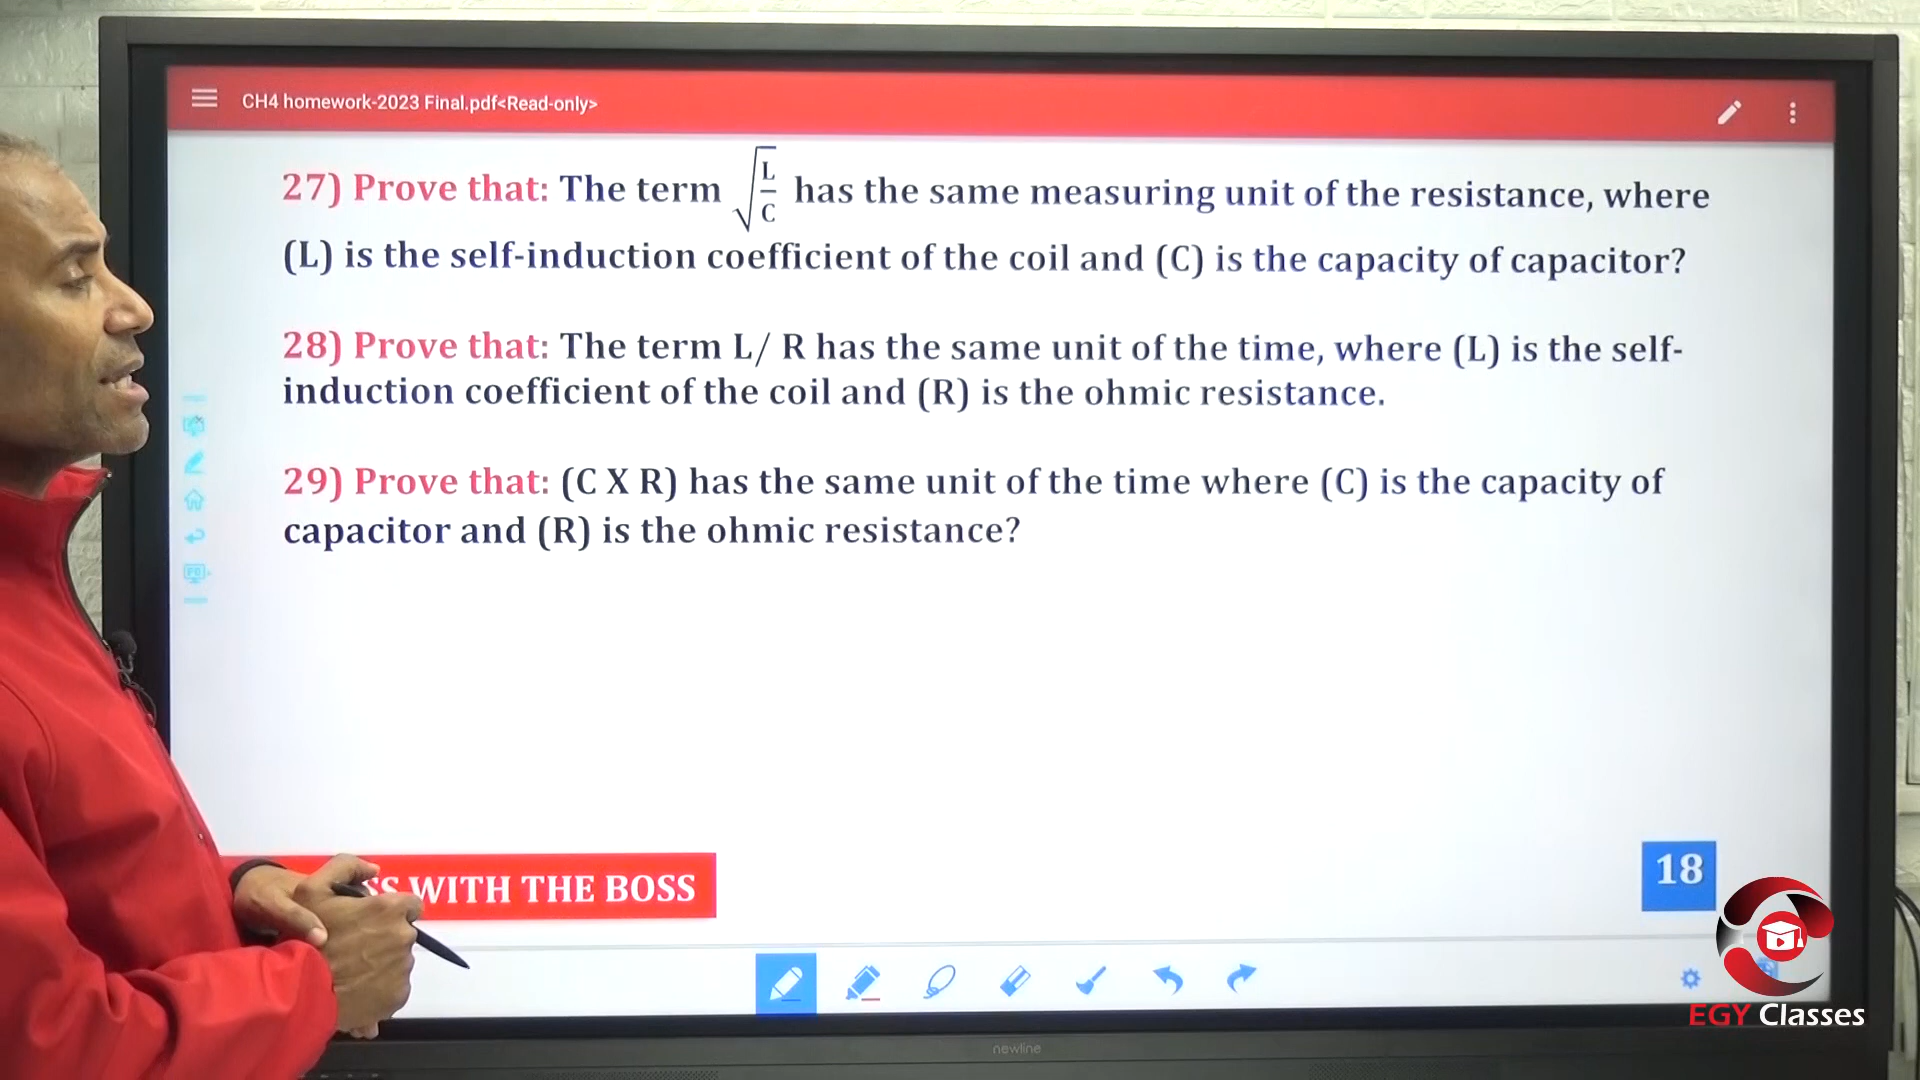 CH4 homework-2023 Final.pdf<Read-only>
27) Prove that: The term √(L/C) has the same measuring unit of the resistance, where
(L) is the self-induction coefficient of the coil and (C) is the capacity of capacitor?
28) Prove that: The term L/ R has the same unit of the time, where (L) is the self-
induction coefficient of the coil and (R) is the ohmic resistance.
29) Prove that: (C X R) has the same unit of the time where (C) is the capacity of
capacitor and (R) is the ohmic resistance?
SS WITH THE BOSS
18
EGY Classes
newline